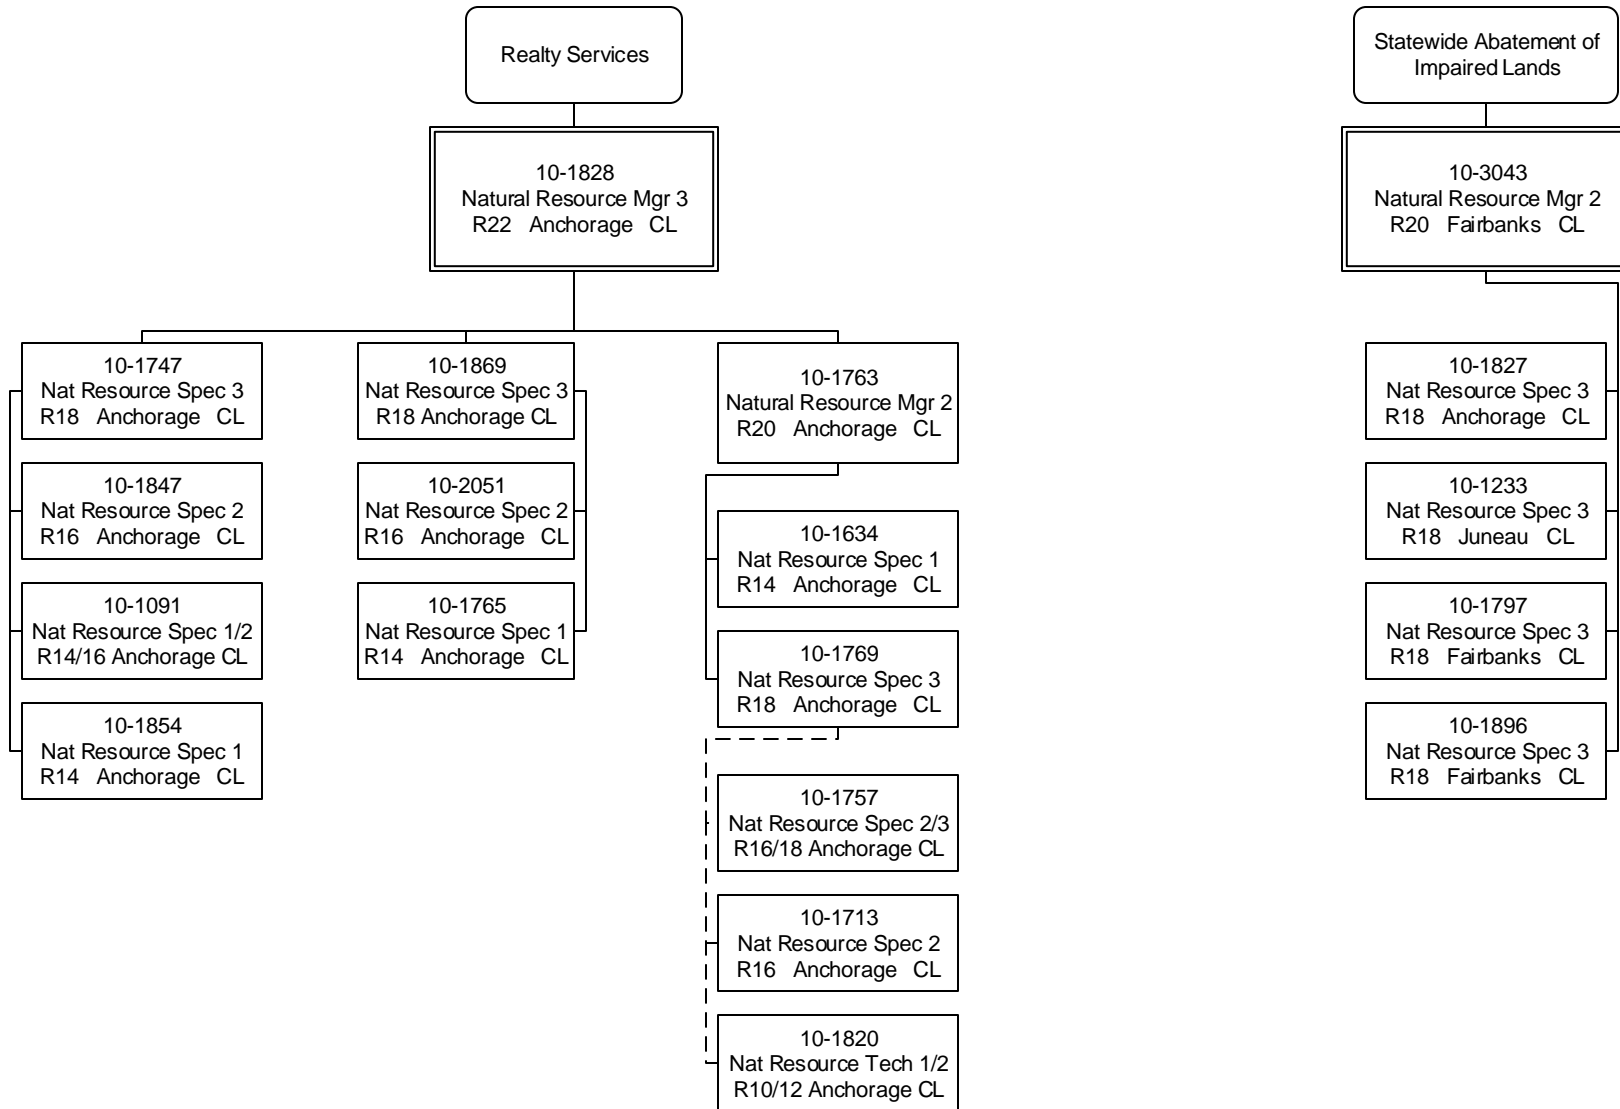 Realty Services
10-1828
Natural Resource Mgr 3
R22 Anchorage CL
10-1747
Nat Resource Spec 3
R18 Anchorage CL
10-1847
Nat Resource Spec 2
R16 Anchorage CL
10-1091
Nat Resource Spec 1/2
R14/16 Anchorage CL
10-1854
Nat Resource Spec 1
R14 Anchorage CL
10-1869
Nat Resource Spec 3
R18 Anchorage CL
10-2051
Nat Resource Spec 2
R16 Anchorage CL
10-1765
Nat Resource Spec 1
R14 Anchorage CL
10-1763
Natural Resource Mgr 2
R20 Anchorage CL
10-1634
Nat Resource Spec 1
R14 Anchorage CL
10-1769
Nat Resource Spec 3
R18 Anchorage CL
10-1757
Nat Resource Spec 2/3
R16/18 Anchorage CL
10-1713
Nat Resource Spec 2
R16 Anchorage CL
10-1820
Nat Resource Tech 1/2
R10/12 Anchorage CL
Statewide Abatement of
Impaired Lands
10-3043
Natural Resource Mgr 2
R20 Fairbanks CL
10-1827
Nat Resource Spec 3
R18 Anchorage CL
10-1233
Nat Resource Spec 3
R18 Juneau CL
10-1797
Nat Resource Spec 3
R18 Fairbanks CL
10-1896
Nat Resource Spec 3
R18 Fairbanks CL